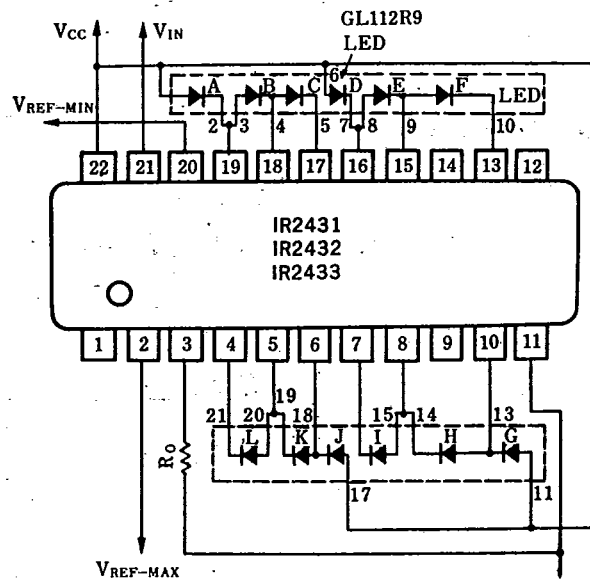 GL112R9
LED
VCC
VIN
6
A
B
C
D
E
F
LED
VREF-MIN
2
3
4
5
7
8
9
10
22
21
20
19
18
17
16
15
14
13
12
IR2431
IR2432
IR2433
1
2
3
4
5
6
7
8
9
10
11
19
21
20
18
15
14
13
L
K
J
I
H
G
R0
17
11
VREF-MAX